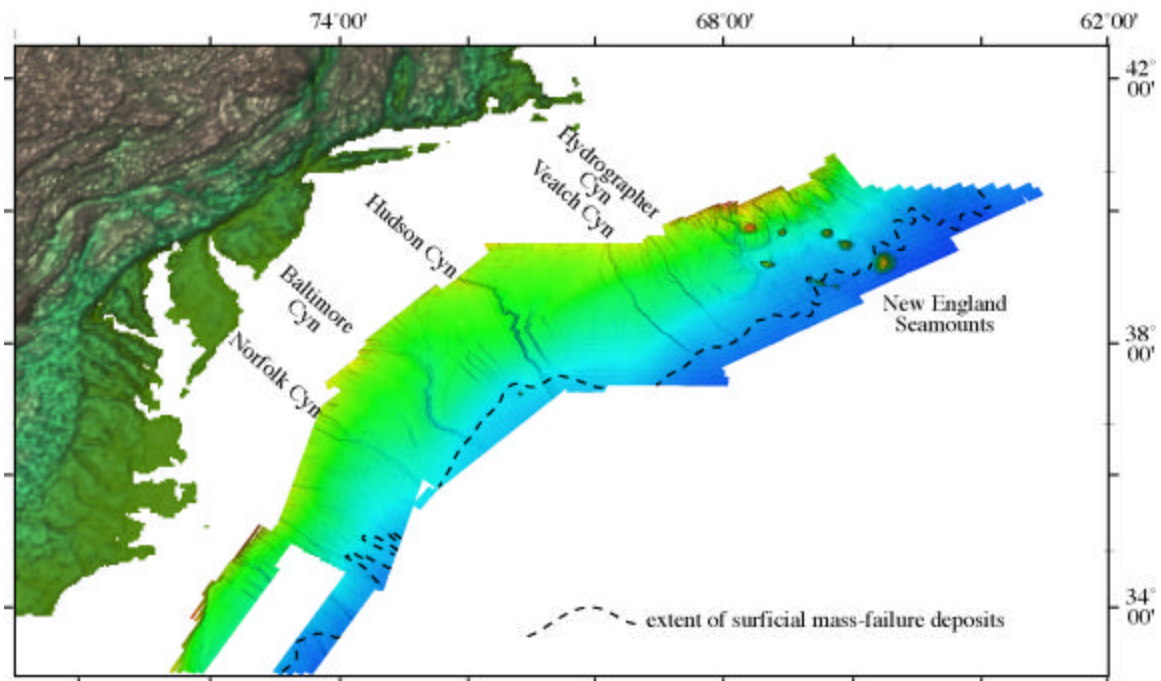 74°00'
68°00'
62°00'
42°
00'
Hydrographer
Cyn
Veatch Cyn
Hudson Cyn
Baltimore
Cyn
Norfolk Cyn
New England
Seamounts
38°
00'
34°
00'
extent of surficial mass-failure deposits